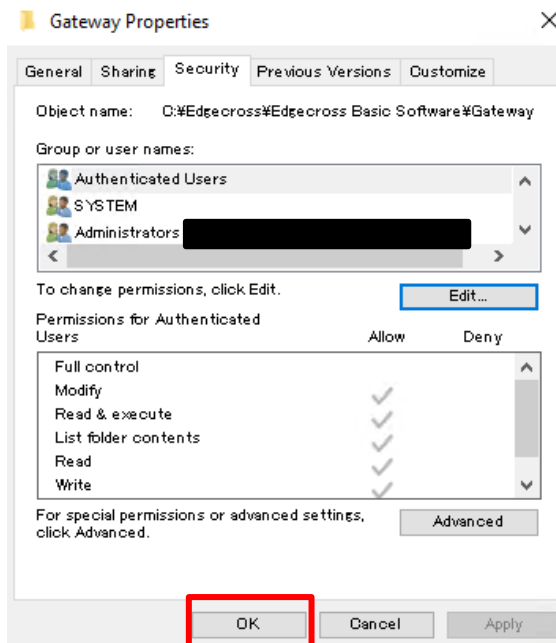 Gateway Properties
General Sharing Security Previous Versions Customize
Object name: C:¥Edgecross¥Edgecross Basic Software¥Gateway
Group or user names:
Authenticated Users
SYSTEM
Administrators
To change permissions, click Edit.
Edit...
Permissions for Authenticated
Users Allow Deny
Full control
Modify
Read & execute
List folder contents
Read
Write
For special permissions or advanced settings,
click Advanced.
Advanced
OK Cancel Apply